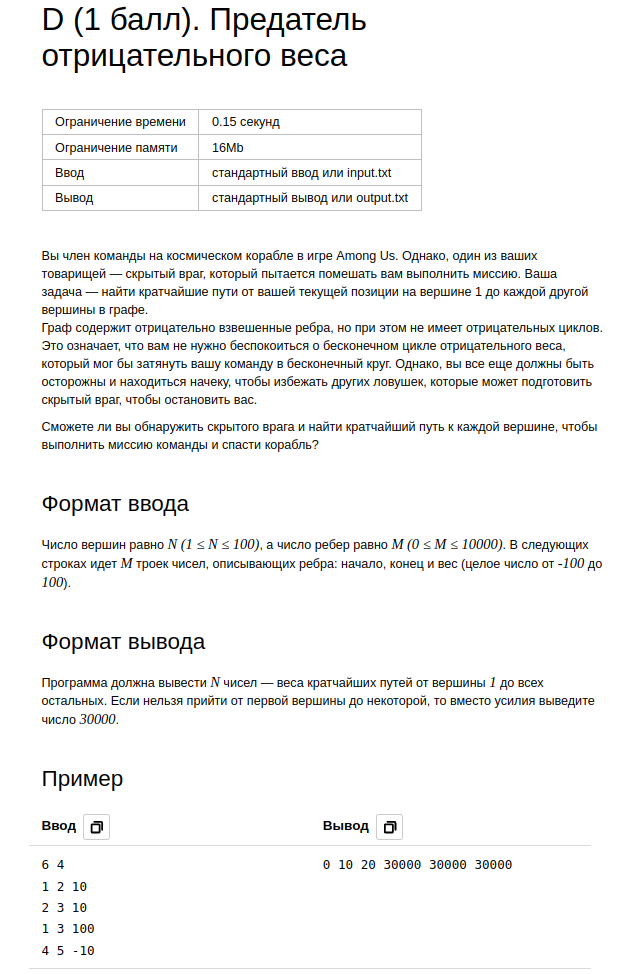 D (1 балл). Предатель
отрицательного веса
Ограничение времени 0.15 секунд
Ограничение памяти 16Mb
Ввод стандартный ввод или input.txt
Вывод стандартный вывод или output.txt
Вы член команды на космическом корабле в игре Among Us. Однако, один из ваших
товарищей — скрытый враг, который пытается помешать вам выполнить миссию. Ваша
задача — найти кратчайшие пути от вашей текущей позиции на вершине 1 до каждой другой
вершины в графе.
Граф содержит отрицательно взвешенные ребра, но при этом не имеет отрицательных циклов.
Это означает, что вам не нужно беспокоиться о бесконечном цикле отрицательного веса,
который мог бы затянуть вашу команду в бесконечный круг. Однако, вы все еще должны быть
осторожны и находиться начеку, чтобы избежать других ловушек, которые может подготовить
скрытый враг, чтобы остановить вас.
Сможете ли вы обнаружить скрытого врага и найти кратчайший путь к каждой вершине, чтобы
выполнить миссию команды и спасти корабль?
Формат ввода
Число вершин равно N (1 ≤ N ≤ 100), а число ребер равно M (0 ≤ M ≤ 10000). В следующих
строках идет M троек чисел, описывающих ребра: начало, конец и вес (целое число от -100 до
100).
Формат вывода
Программа должна вывести N чисел — веса кратчайших путей от вершины 1 до всех
остальных. Если нельзя прийти от первой вершины до некоторой, то вместо усилия выведите
число 30000.
Пример
Ввод Вывод
6 4 0 10 20 30000 30000 30000
1 2 10
2 3 10
1 3 100
4 5 -10